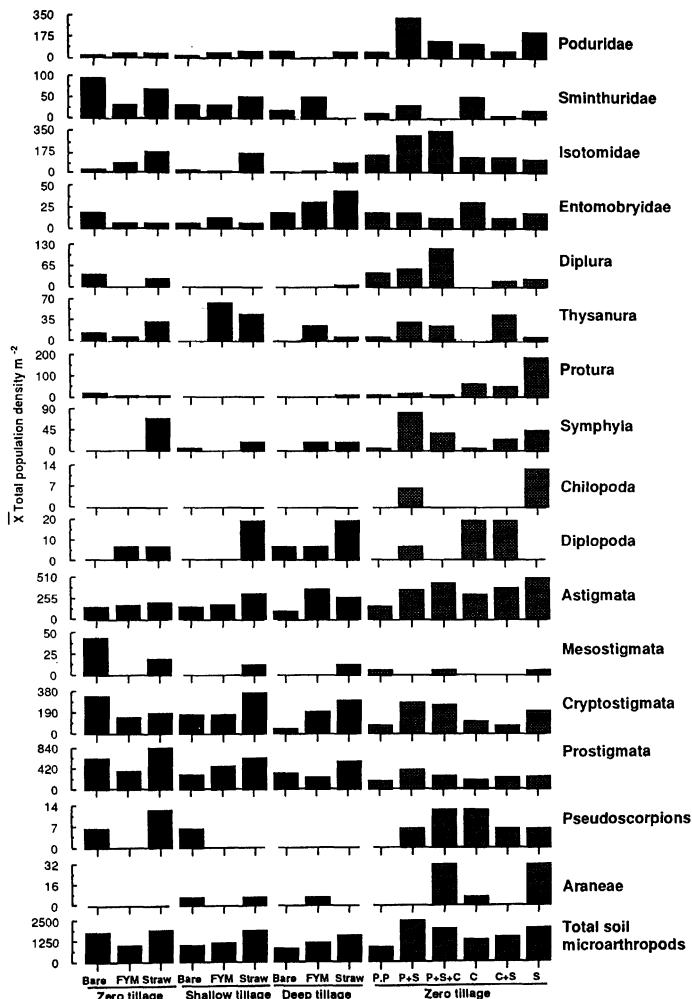 350
175
0
Poduridae
100
50
0
Sminthuridae
350
175
0
Isotomidae
50
25
0
Entomobryidae
130
65
0
Diplura
70
35
0
Thysanura
200
100
0
Protura
90
45
0
Symphyla
14
7
0
Chilopoda
20
10
0
Diplopoda
510
255
0
Astigmata
50
25
0
Mesostigmata
380
190
0
Cryptostigmata
840
420
0
Prostigmata
14
7
0
Pseudoscorpions
32
16
0
Araneae
2500
1250
0
Total soil
microarthropods
X̅ Total population density m⁻²
Bare FYM Straw Bare FYM Straw Bare FYM Straw P.P P+S P+S+C C C+S S
Zero tillage Shallow tillage Deep tillage Zero tillage